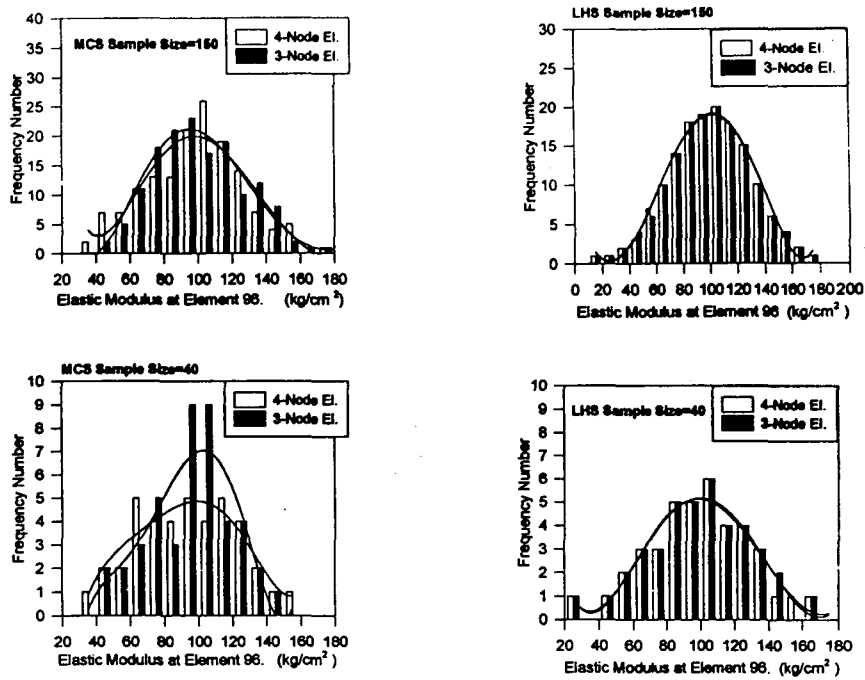 MCS Sample Size=150
4-Node El.
3-Node El.
Frequency Number
40
35
30
25
20
15
10
5
0
20 40 60 80 100 120 140 160 180
Elastic Modulus at Element 96. (kg/cm²)
LHS Sample Size=150
4-Node El.
3-Node El.
Frequency Number
30
25
20
15
10
5
0
0 20 40 60 80 100 120 140 160 180 200
Elastic Modulus at Element 96 (kg/cm²)
MCS Sample Size=40
4-Node El.
3-Node El.
Frequency Number
10
9
8
7
6
5
4
3
2
1
0
20 40 60 80 100 120 140 160 180
Elastic Modulus at Element 96. (kg/cm²)
LHS Sample Size=40
4-Node El.
3-Node El.
Frequency Number
10
9
8
7
6
5
4
3
2
1
0
20 40 60 80 100 120 140 160 180
Elastic Modulus at Element 96. (kg/cm²)